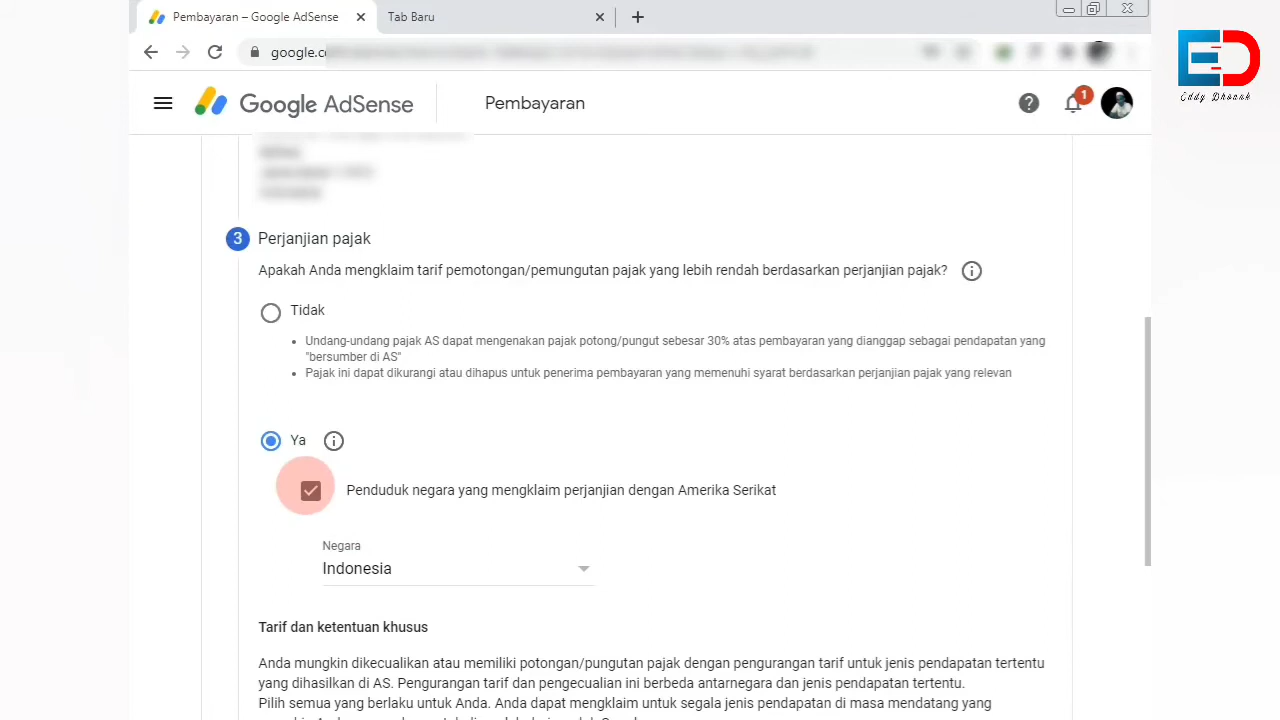 Pembayaran – Google AdSense
Tab Baru
google.co
Google AdSense
Pembayaran
1
ED
Eddy Dhoank
3 Perjanjian pajak
Apakah Anda mengklaim tarif pemotongan/pemungutan pajak yang lebih rendah berdasarkan perjanjian pajak?
Tidak
• Undang-undang pajak AS dapat mengenakan pajak potong/pungut sebesar 30% atas pembayaran yang dianggap sebagai pendapatan yang
"bersumber di AS"
• Pajak ini dapat dikurangi atau dihapus untuk penerima pembayaran yang memenuhi syarat berdasarkan perjanjian pajak yang relevan
Ya
Penduduk negara yang mengklaim perjanjian dengan Amerika Serikat
Negara
Indonesia
Tarif dan ketentuan khusus
Anda mungkin dikecualikan atau memiliki potongan/pungutan pajak dengan pengurangan tarif untuk jenis pendapatan tertentu
yang dihasilkan di AS. Pengurangan tarif dan pengecualian ini berbeda antarnegara dan jenis pendapatan tertentu.
Pilih semua yang berlaku untuk Anda. Anda dapat mengklaim untuk segala jenis pendapatan di masa mendatang yang